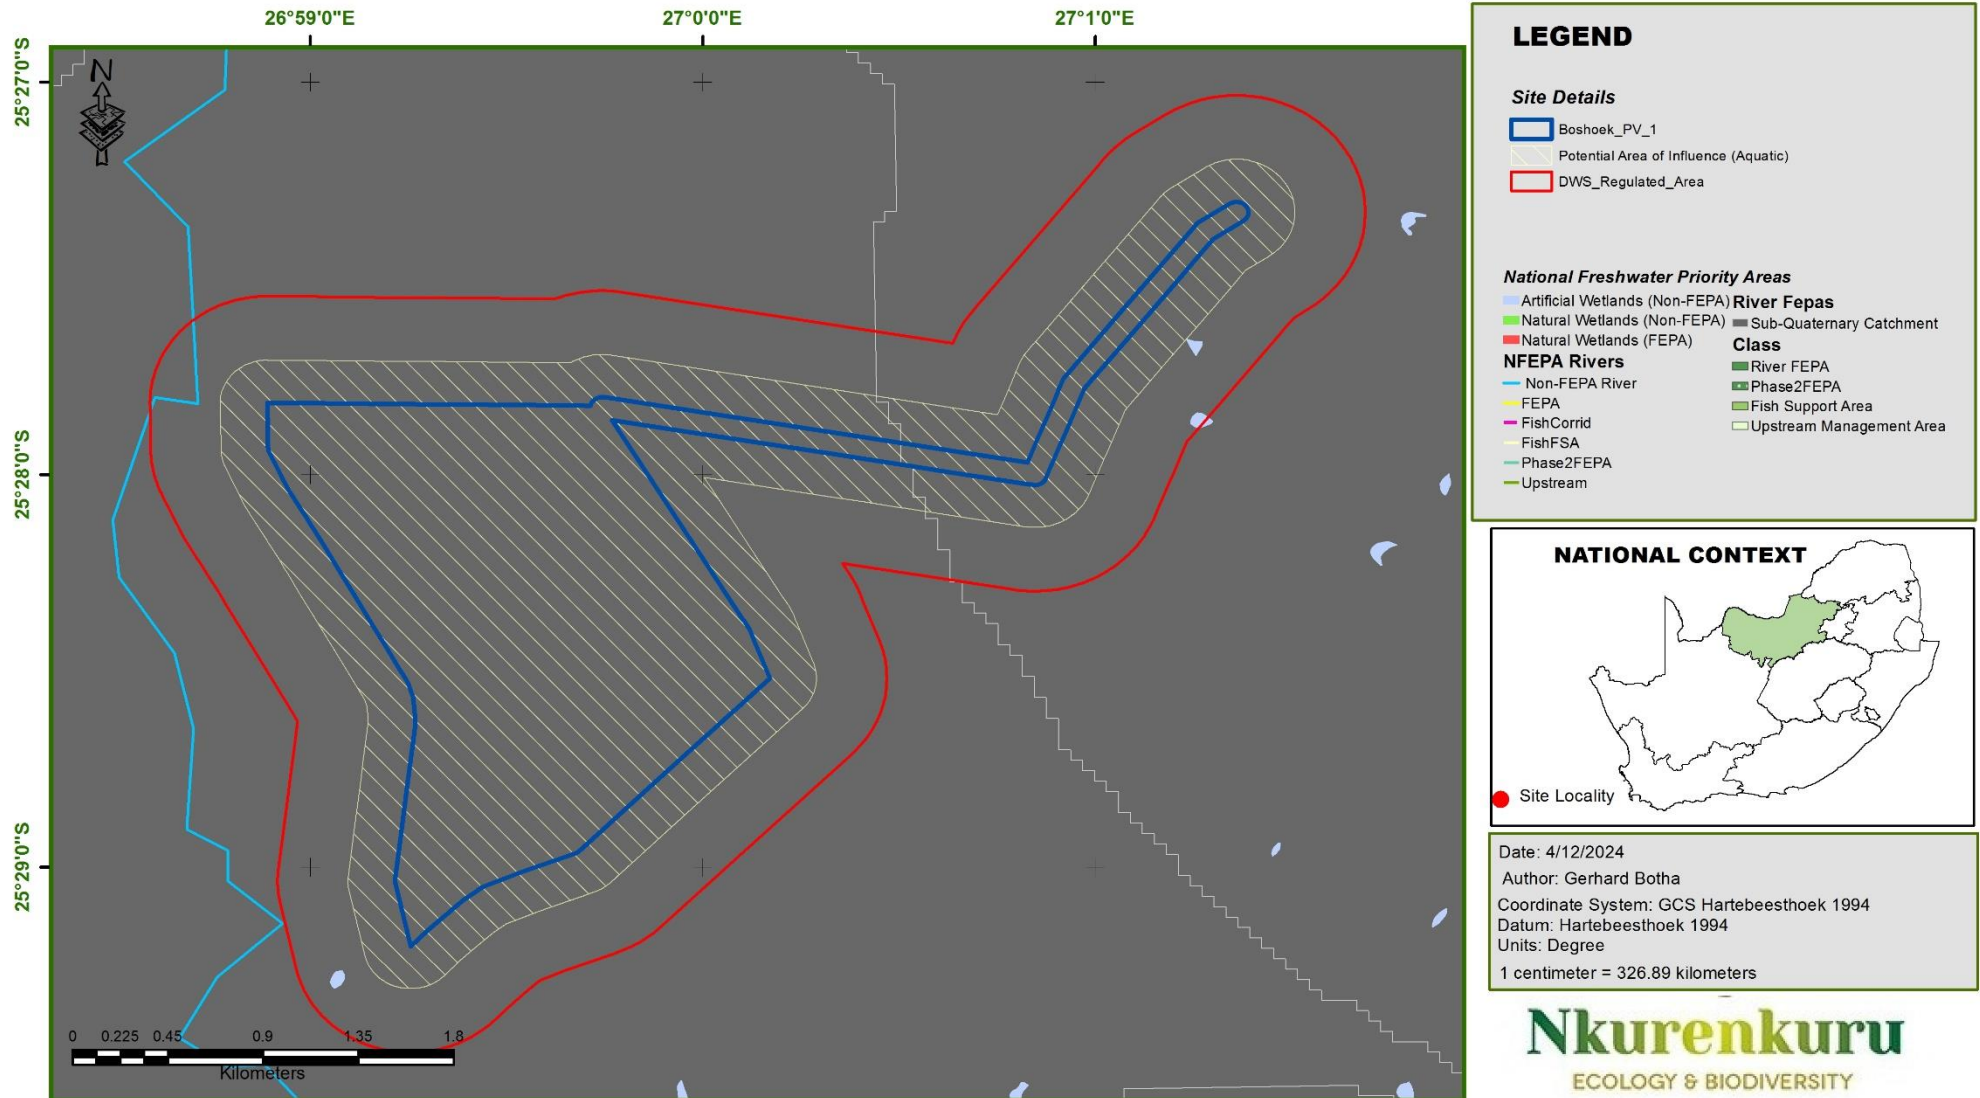 26°59'0"E
27°0'0"E
27°1'0"E
25°27'0"S
25°28'0"S
25°29'0"S
N
0 0.225 0.45 0.9 1.35 1.8
Kilometers
LEGEND
Site Details
Boshoek_PV_1
Potential Area of Influence (Aquatic)
DWS_Regulated_Area
National Freshwater Priority Areas
Artificial Wetlands (Non-FEPA)
Natural Wetlands (Non-FEPA)
Natural Wetlands (FEPA)
NFEPA Rivers
Non-FEPA River
FEPA
FishCorrid
FishFSA
Phase2FEPA
Upstream
River Fepas
Sub-Quaternary Catchment
Class
River FEPA
Phase2FEPA
Fish Support Area
Upstream Management Area
NATIONAL CONTEXT
Site Locality
Date: 4/12/2024
Author: Gerhard Botha
Coordinate System: GCS Hartebeesthoek 1994
Datum: Hartebeesthoek 1994
Units: Degree
1 centimeter = 326.89 kilometers
Nkurenkuru
ECOLOGY & BIODIVERSITY